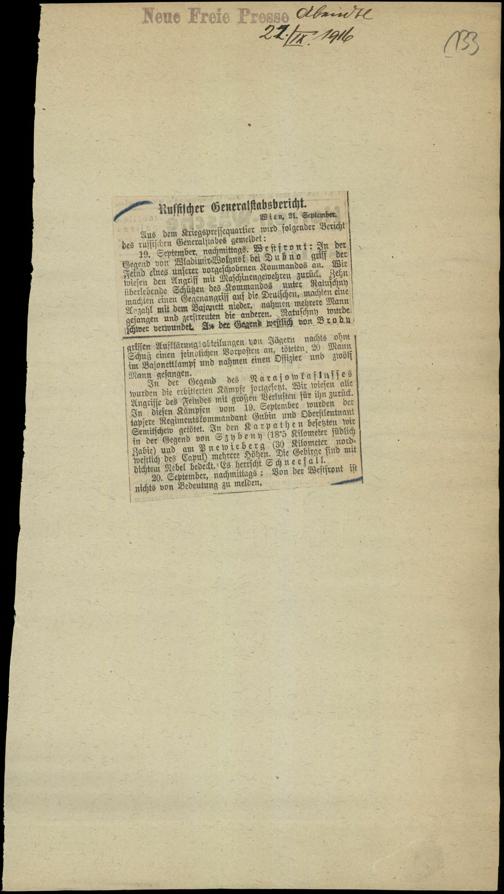 Neue Freie Presse Abendbl
21./IX. 1916
133
Russischer Generalstabsbericht.
Wien, 21. September.
Aus dem Kriegspressequartier wird folgender Bericht
des russischen Generalstabes gemeldet:
19. September, nachmittags. Westfront: In der
Gegend von Wladimir-Wolynsk bei Dubno griff der
Feind eines unserer vorgeschobenen Kommandos an. Wir
wiesen den Angriff mit Maschinengewehren zurück. Zehn
überlebende Schützen des Kommandos unter Ratuschny
machten einen Gegenangriff auf die Deutschen, machten eine
Anzahl mit dem Bajonett nieder, nahmen mehrere Mann
gefangen und zerstreuten die anderen. Ratuschny wurde
schwer verwundet. In der Gegend westlich von Brody
griffen Aufklärungsabteilungen von Jägern nachts ohne
Schuß einen feindlichen Vorposten an, töteten 20 Mann
im Bajonettkampf und nahmen einen Offizier und zwölf
Mann gefangen.
In der Gegend des Narajowkaflusses
wurden die erbitterten Kämpfe fortgesetzt. Wir wiesen alle
Angriffe des Feindes mit großen Verlusten für ihn zurück.
In diesen Kämpfen vom 19. September wurden der
tapfere Regimentskommandant Gubin und Oberstleutnant
Semitschew getötet. In den Karpathen besetzten wir
in der Gegend von Szybeny (18'5 Kilometer südlich
Zabie) und am Pnewieberg (30 Kilometer nord-
westlich des Capul) mehrere Höhen. Die Gebirge sind mit
dichtem Nebel bedeckt. Es herrscht Schneefall.
20. September, nachmittags: Von der Westfront ist
nichts von Bedeutung zu melden.